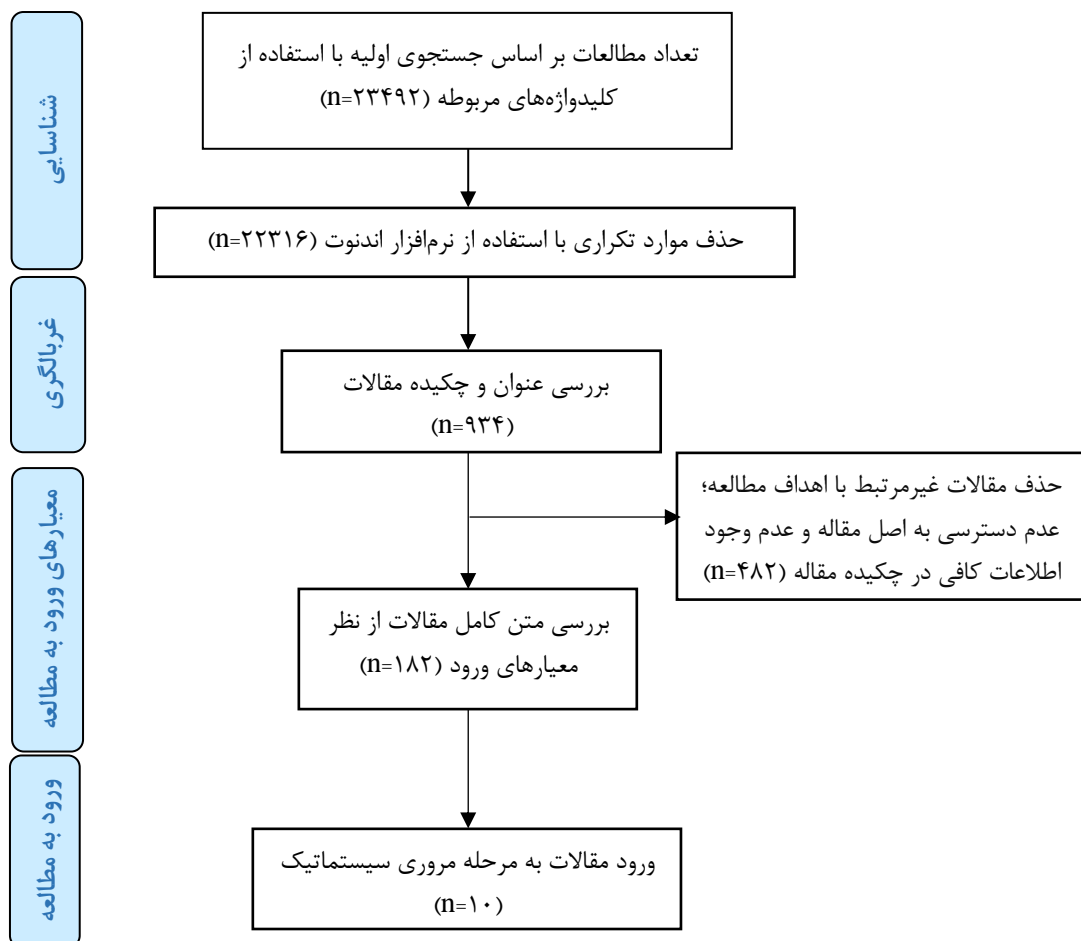 شناسایی
تعداد مطالعات بر اساس جستجوی اولیه با استفاده از
کلیدواژه‌های مربوطه (n=۲۳۴۹۲)
حذف موارد تکراری با استفاده از نرم‌افزار اندنوت (n=۲۲۳۱۶)
غربالگری
بررسی عنوان و چکیده مقالات
(n=۹۳۴)
حذف مقالات غیرمرتبط با اهداف مطالعه؛
عدم دسترسی به اصل مقاله و عدم وجود
اطلاعات کافی در چکیده مقاله (n=۴۸۲)
معیارهای ورود به مطالعه
بررسی متن کامل مقالات از نظر
معیارهای ورود (n=۱۸۲)
ورود به مطالعه
ورود مقالات به مرحله مروری سیستماتیک
(n=۱۰)